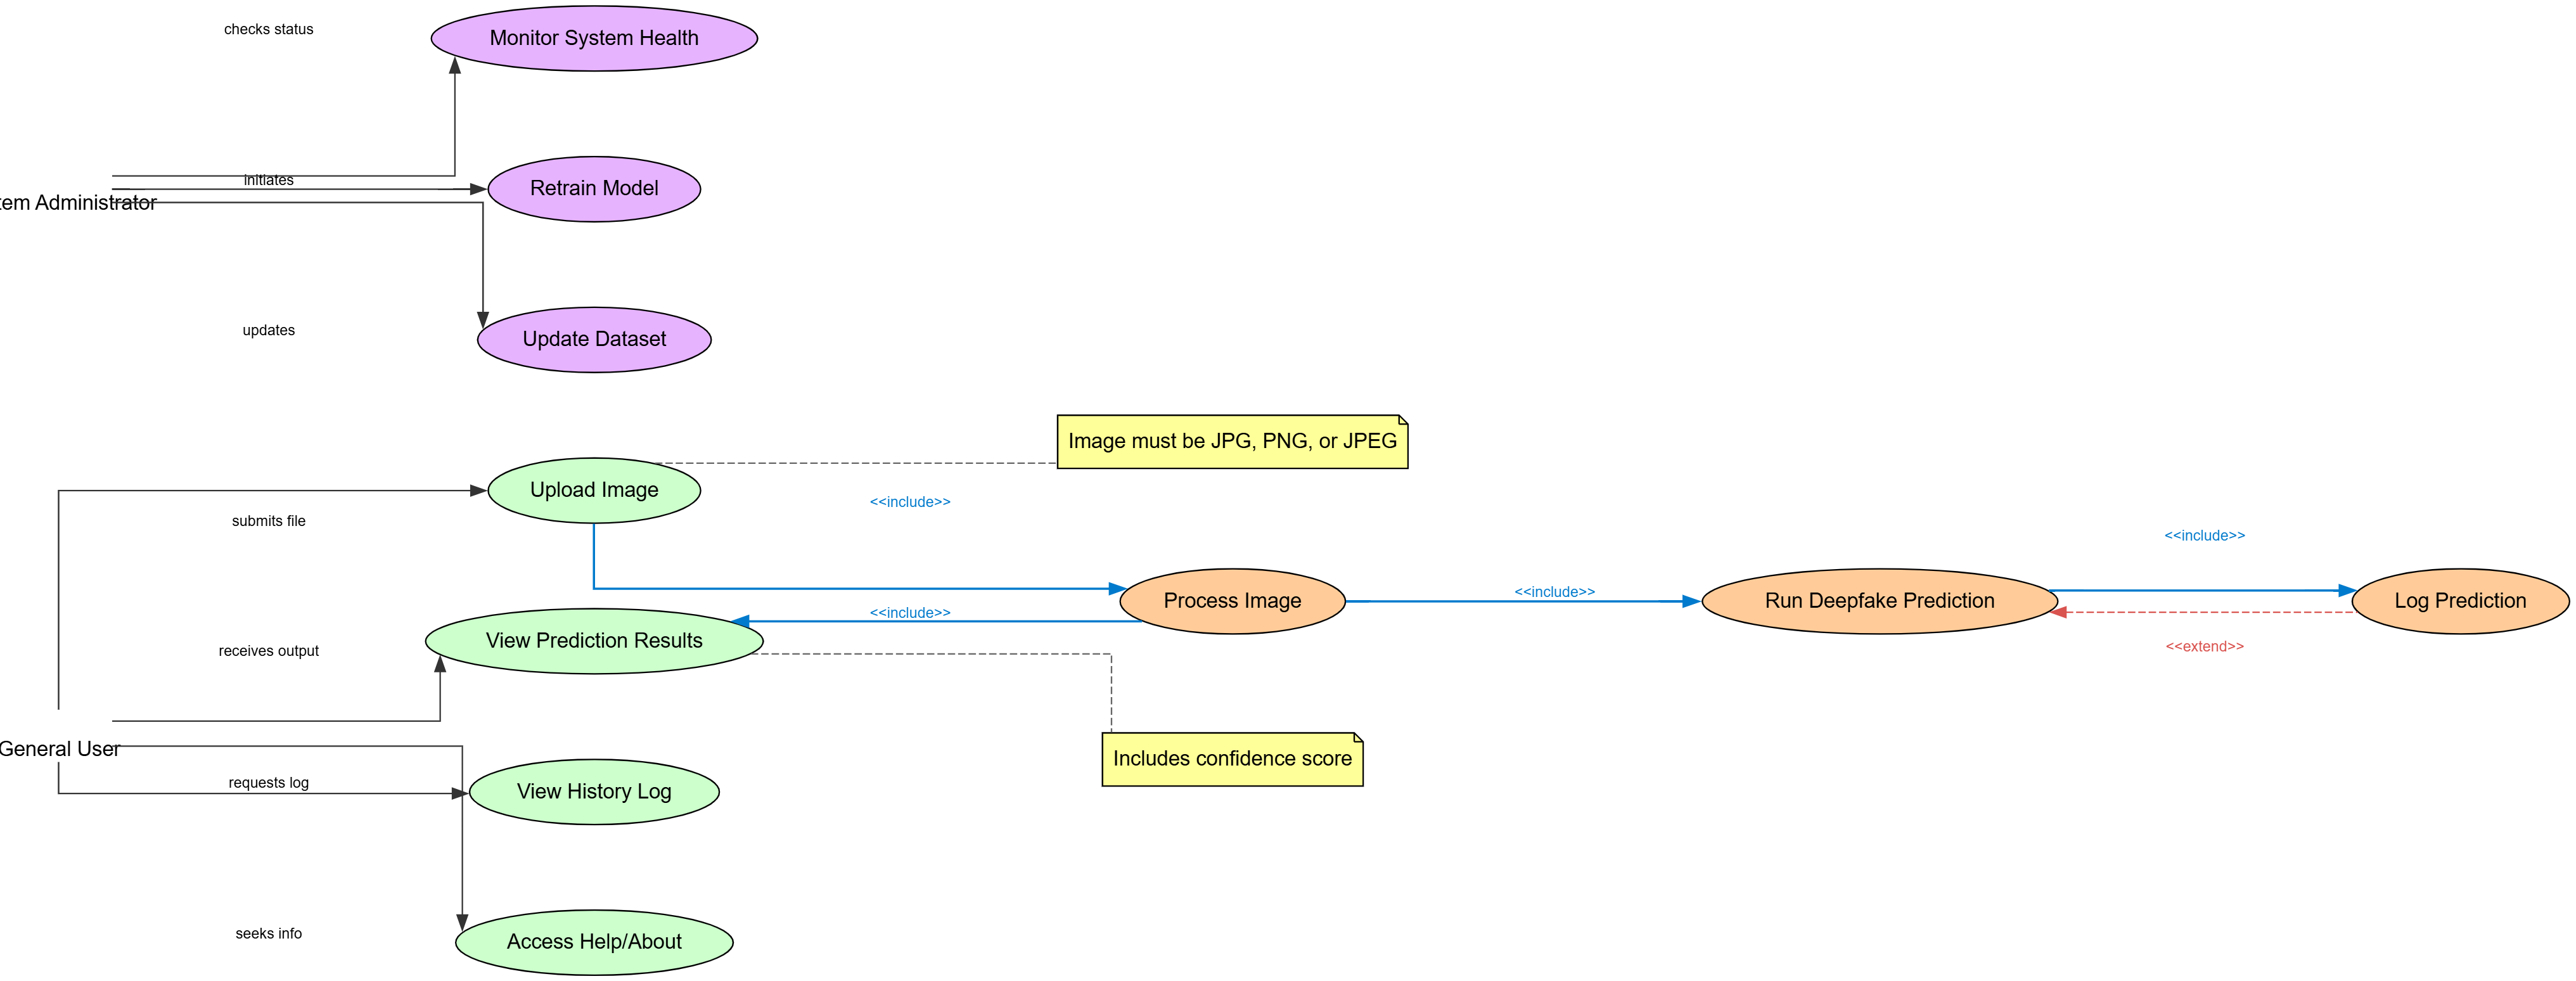 checks status
Monitor System Health
initiates
Retrain Model
tem Administrator
updates
Update Dataset
Image must be JPG, PNG, or JPEG
Upload Image
<<include>>
submits file
<<include>>
Process Image
<<include>>
Run Deepfake Prediction
<<include>>
Log Prediction
<<extend>>
View Prediction Results
receives output
General User
Includes confidence score
requests log
View History Log
seeks info
Access Help/About